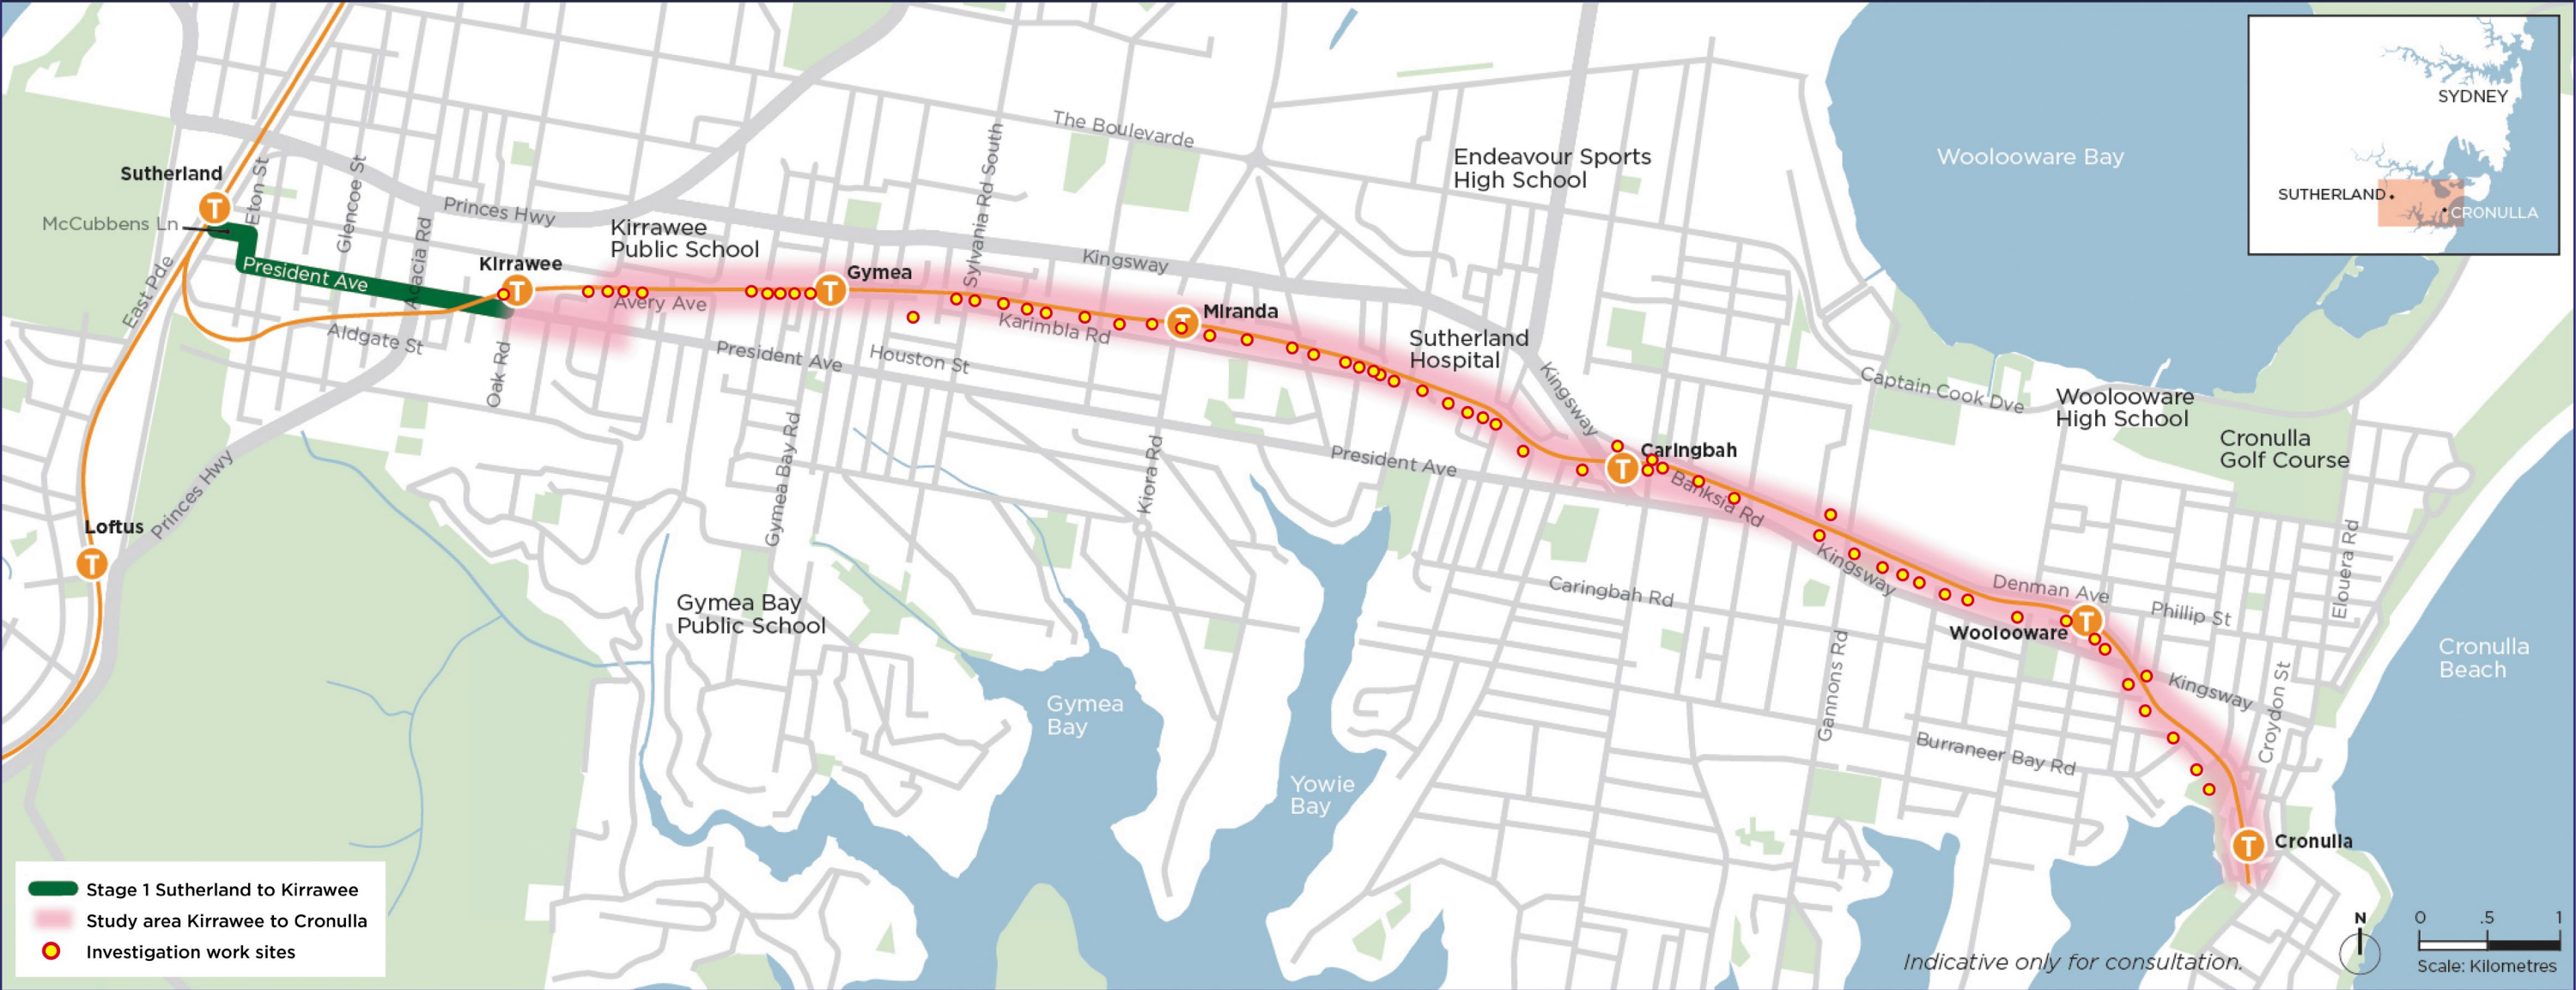 SYDNEY
SUTHERLAND
CRONULLA
The Boulevarde
Endeavour Sports
High School
Woolooware Bay
Sutherland
T
McCubbens Ln
Eton St
Glencoe St
Acacia Rd
Princes Hwy
Sylvania Rd South
Kirrawee
Public School
Kingsway
President Ave
East Pde
Kirrawee
T
Gymea
T
Avery Ave
Aldgate St
Oak Rd
President Ave
Houston St
Karimbla Rd
Miranda
T
Sutherland
Hospital
Kingsway
Captain Cook Dve
Woolooware
High School
Cronulla
Golf Course
Caringbah
T
Banksia Rd
President Ave
Kiora Rd
Gymea Bay Rd
Princes Hwy
Loftus
T
Gymea Bay
Public School
Caringbah Rd
Kingsway
Denman Ave
Phillip St
Elouera Rd
Woolooware
T
Cronulla
Beach
Kingsway
Croydon St
Gannons Rd
Burraneer Bay Rd
Gymea
Bay
Yowie
Bay
T
Cronulla
Stage 1 Sutherland to Kirrawee
Study area Kirrawee to Cronulla
Investigation work sites
Indicative only for consultation.
N
0 .5 1
Scale: Kilometres